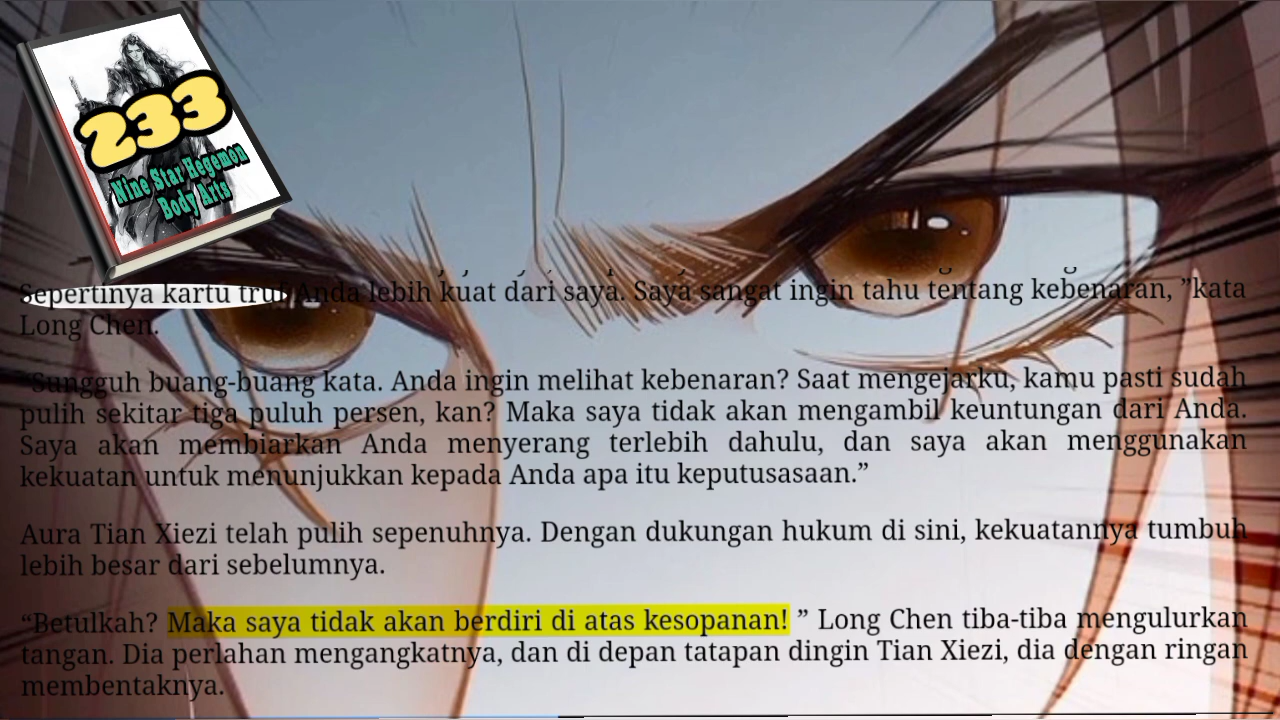 233
Nine Star Hegemon
Body Arts
Sepertinya kartu truf Anda lebih kuat dari saya. Saya sangat ingin tahu tentang kebenaran, ”kata
Long Chen.
“Sungguh buang-buang kata. Anda ingin melihat kebenaran? Saat mengejarku, kamu pasti sudah
pulih sekitar tiga puluh persen, kan? Maka saya tidak akan mengambil keuntungan dari Anda.
Saya akan membiarkan Anda menyerang terlebih dahulu, dan saya akan menggunakan
kekuatan untuk menunjukkan kepada Anda apa itu keputusasaan.”
Aura Tian Xiezi telah pulih sepenuhnya. Dengan dukungan hukum di sini, kekuatannya tumbuh
lebih besar dari sebelumnya.
“Betulkah? Maka saya tidak akan berdiri di atas kesopanan! ” Long Chen tiba-tiba mengulurkan
tangan. Dia perlahan mengangkatnya, dan di depan tatapan dingin Tian Xiezi, dia dengan ringan
membentaknya.